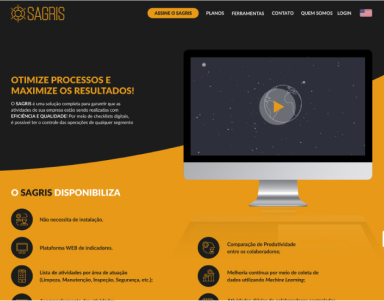 SAGRIS
ASSINE O SAGRIS
PLANOS
FERRAMENTAS
CONTATO
QUEM SOMOS
LOGIN
OTIMIZE PROCESSOS E
MAXIMIZE OS RESULTADOS!
O SAGRIS é uma solução completa para garantir que as
atividades de sua empresa estão sendo realizadas com
EFICIÊNCIA E QUALIDADE! Por meio de checklists digitais,
é possível ter o controle das operações de qualquer segmento
O SAGRIS DISPONIBILIZA
Não necessita de instalação.
Plataforma WEB de indicadores.
Comparação de Produtividade
entre os colaboradores;
Lista de atividades por área de atuação
(Limpeza, Manutenção, Inspeção, Segurança, etc.);
Melhoria contínua por meio de coleta de
dados utilizando Machine Learning;